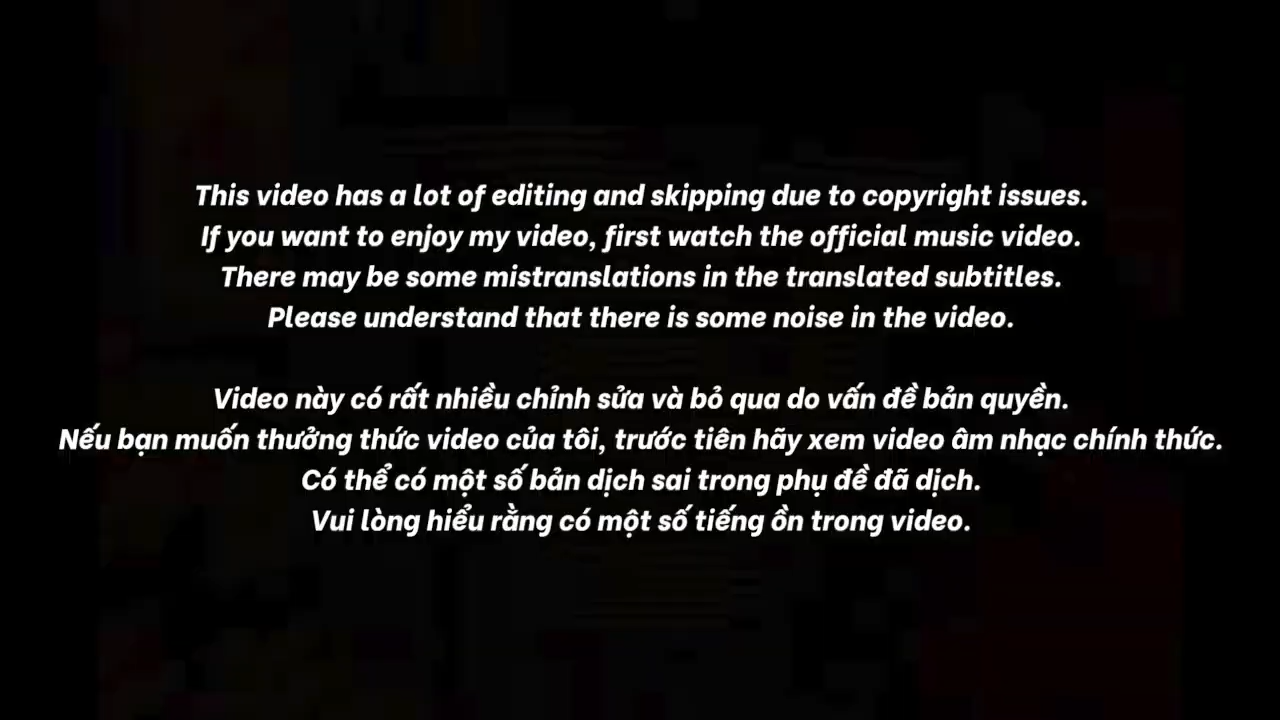 This video has a lot of editing and skipping due to copyright issues.
If you want to enjoy my video, first watch the official music video.
There may be some mistranslations in the translated subtitles.
Please understand that there is some noise in the video.
Video này có rất nhiều chỉnh sửa và bỏ qua do vấn đề bản quyền.
Nếu bạn muốn thưởng thức video của tôi, trước tiên hãy xem video âm nhạc chính thức.
Có thể có một số bản dịch sai trong phụ đề đã dịch.
Vui lòng hiểu rằng có một số tiếng ồn trong video.